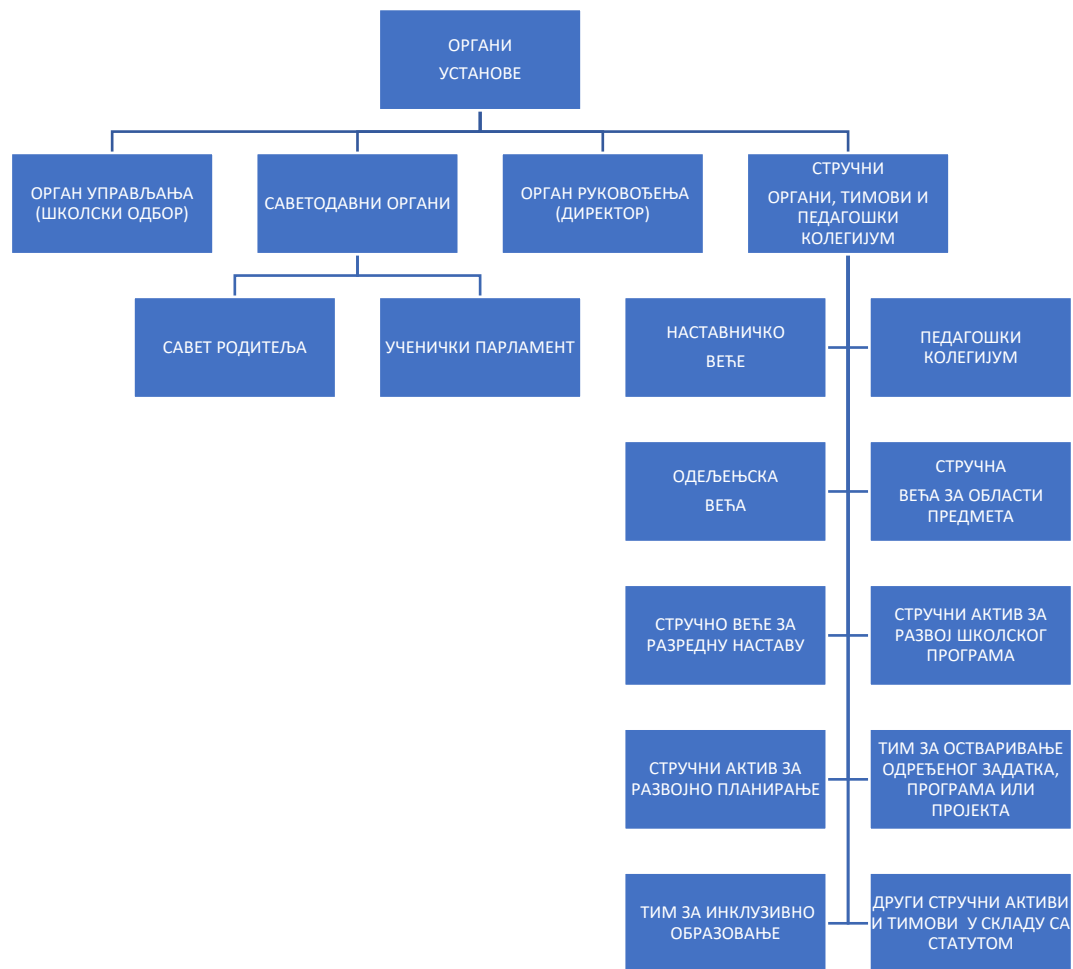 ОРГАНИ
УСТАНОВЕ
ОРГАН УПРАВЉАЊА
(ШКОЛСКИ ОДБОР)
САВЕТОДАВНИ ОРГАНИ
ОРГАН РУКОВОЂЕЊА
(ДИРЕКТОР)
СТРУЧНИ
ОРГАНИ, ТИМОВИ И
ПЕДАГОШКИ
КОЛЕГИЈУМ
САВЕТ РОДИТЕЉА
УЧЕНИЧКИ ПАРЛАМЕНТ
НАСТАВНИЧКО
ВЕЋЕ
ПЕДАГОШКИ
КОЛЕГИЈУМ
ОДЕЉЕЊСКА
ВЕЋА
СТРУЧНА
ВЕЋА ЗА ОБЛАСТИ
ПРЕДМЕТА
СТРУЧНО ВЕЋЕ ЗА
РАЗРЕДНУ НАСТАВУ
СТРУЧНИ АКТИВ ЗА
РАЗВОЈ ШКОЛСКОГ
ПРОГРАМА
СТРУЧНИ АКТИВ ЗА
РАЗВОЈНО ПЛАНИРАЊЕ
ТИМ ЗА ОСТВАРИВАЊЕ
ОДРЕЂЕНОГ ЗАДАТКА,
ПРОГРАМА ИЛИ
ПРОЈЕКТА
ТИМ ЗА ИНКЛУЗИВНО
ОБРАЗОВАЊЕ
ДРУГИ СТРУЧНИ АКТИВИ
И ТИМОВИ У СКЛАДУ СА
СТАТУТОМ